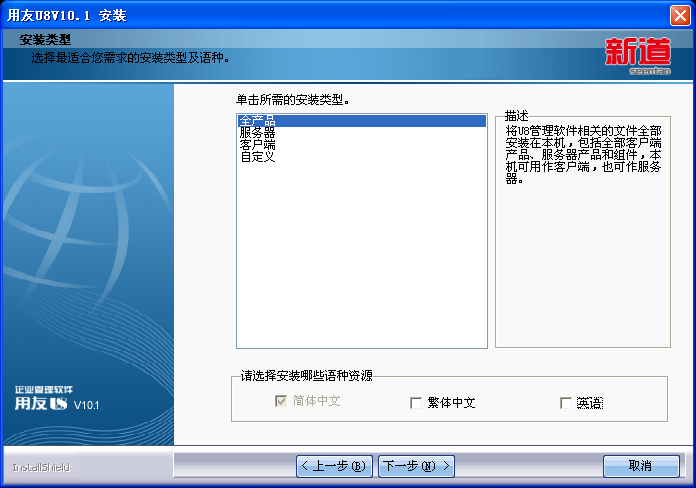 用友U8V10.1 安装
安装类型
选择最适合您需求的安装类型及语种。
新道
seentao
单击所需的安装类型。
全产品
服务器
客户端
自定义
描述
将U8管理软件相关的文件全部
安装在本机，包括全部客户端
产品、服务器产品和组件，本
机可用作客户端，也可作服务
器。
请选择安装哪些语种资源
简体中文
繁体中文
英语
企业管理软件
用友 U8 V10.1
InstallShield
< 上一步(B)
下一步(N) >
取消